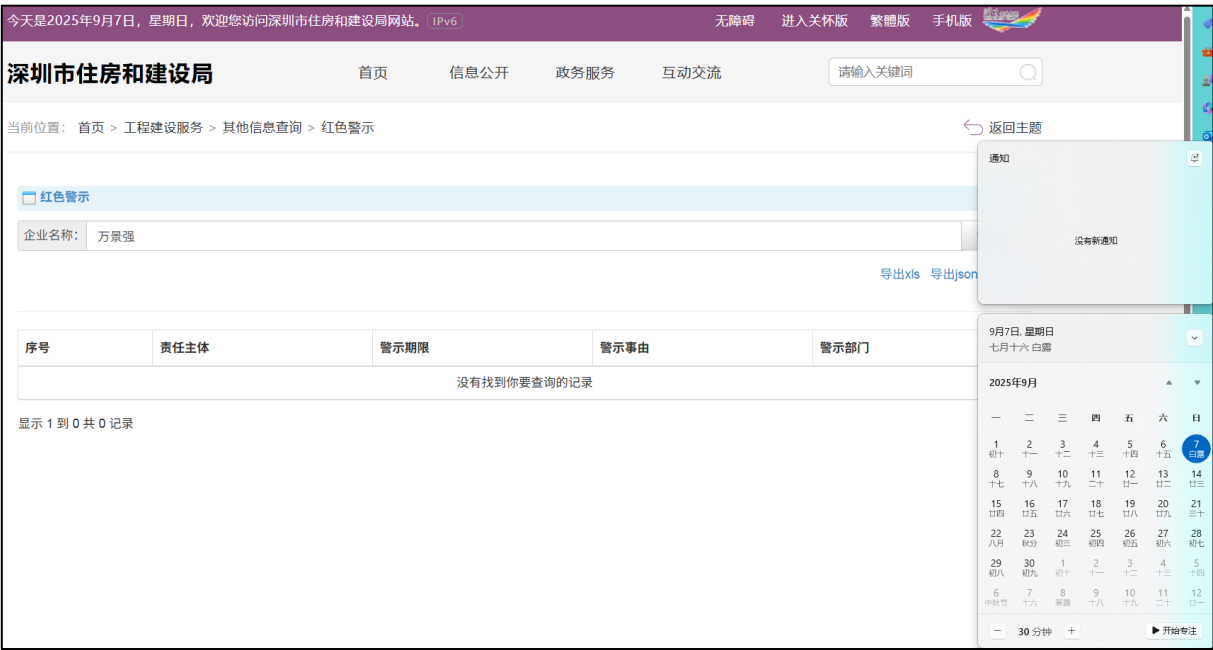 今天是2025年9月7日，星期日，欢迎您访问深圳市住房和建设局网站。 IPv6 无障碍 进入关怀版 繁體版 手机版
深圳市住房和建设局 首页 信息公开 政务服务 互动交流 请输入关键词
当前位置： 首页 > 工程建设服务 > 其他信息查询 > 红色警示 返回主题
红色警示
企业名称： 万景强
导出xls 导出json
序号 责任主体 警示期限 警示事由 警示部门
没有找到你要查询的记录
显示 1 到 0 共 0 记录
通知
没有新通知
9月7日, 星期日
七月十六 白露
2025年9月
一 二 三 四 五 六 日
1 2 3 4 5 6 7
初十 十一 十二 十三 十四 十五 白露
8 9 10 11 12 13 14
十七 十八 十九 二十 廿一 廿二 廿三
15 16 17 18 19 20 21
廿四 廿五 廿六 廿七 廿八 廿九 三十
22 23 24 25 26 27 28
八月 秋分 初三 初四 初五 初六 初七
29 30 1 2 3 4 5
初八 初九 初十 十一 十二 十三 十四
6 7 8 9 10 11 12
中秋节 十六 寒露 十八 十九 二十 廿一
30 分钟 开始专注